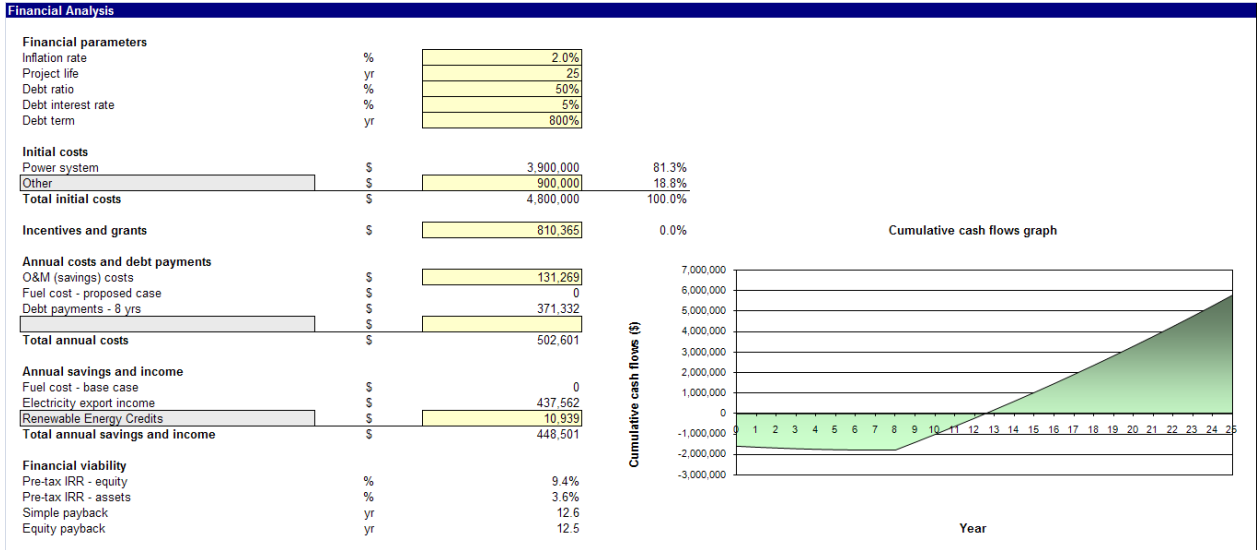 Financial Analysis
Financial parameters
Inflation rate % 2.0%
Project life yr 25
Debt ratio % 50%
Debt interest rate % 5%
Debt term yr 800%
Initial costs
Power system $ 3,900,000 81.3%
Other $ 900,000 18.8%
Total initial costs $ 4,800,000 100.0%
Incentives and grants $ 810,365 0.0%
Annual costs and debt payments
O&M (savings) costs $ 131,269
Fuel cost - proposed case $ 0
Debt payments - 8 yrs $ 371,332
$
Total annual costs $ 502,601
Annual savings and income
Fuel cost - base case $ 0
Electricity export income $ 437,562
Renewable Energy Credits $ 10,939
Total annual savings and income $ 448,501
Financial viability
Pre-tax IRR - equity % 9.4%
Pre-tax IRR - assets % 3.6%
Simple payback yr 12.6
Equity payback yr 12.5
Cumulative cash flows graph
Cumulative cash flows ($)
7,000,000
6,000,000
5,000,000
4,000,000
3,000,000
2,000,000
1,000,000
0
-1,000,000
-2,000,000
-3,000,000
0 1 2 3 4 5 6 7 8 9 10 11 12 13 14 15 16 17 18 19 20 21 22 23 24 25
Year